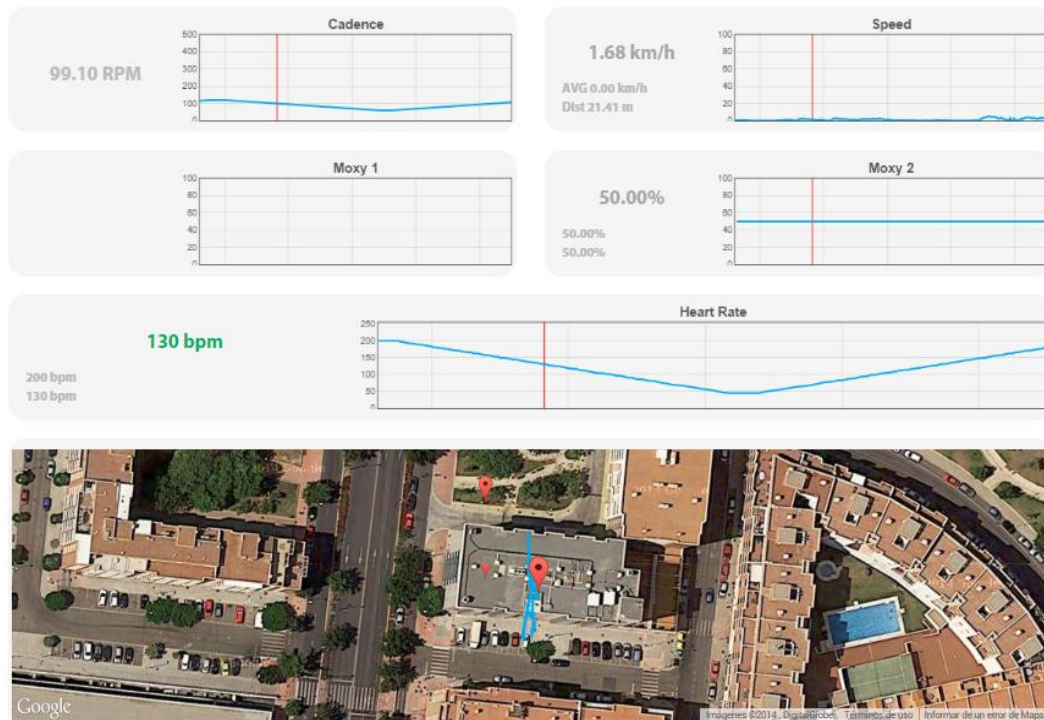 Cadence
99.10 RPM
500
400
300
200
100
0
Speed
1.68 km/h
AVG 0.00 km/h
Dist 21.41 m
100
80
60
40
20
0
Moxy 1
100
80
60
40
20
0
Moxy 2
50.00%
50.00%
50.00%
100
80
60
40
20
0
Heart Rate
130 bpm
200 bpm
130 bpm
250
200
150
100
50
0
Google
Imágenes ©2014, DigitalGlobe Términos de uso Informar de un error de Maps